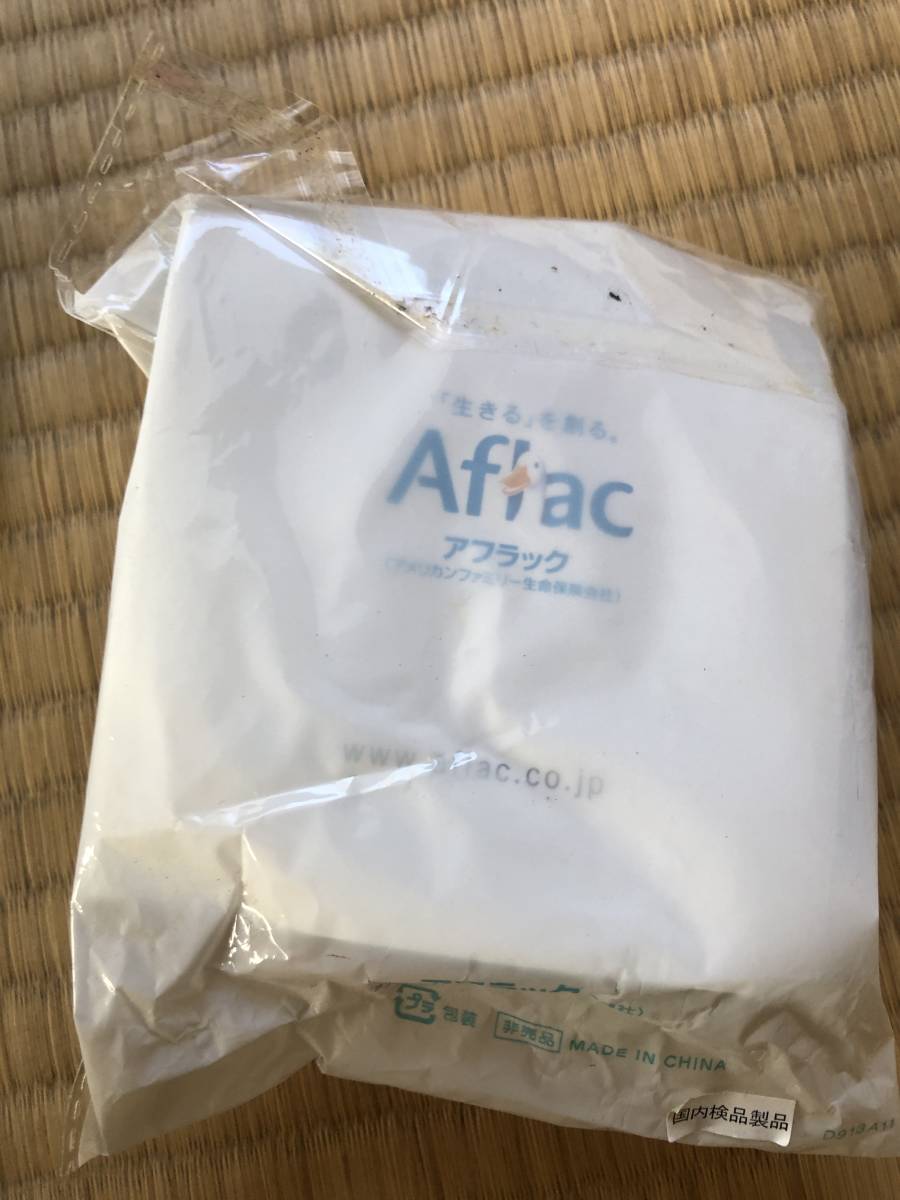 「生きる」を創る。
Aflac
アフラック
(アメリカンファミリー生命保険会社)
www.aflac.co.jp
プラ 包装 非売品 MADE IN CHINA
国内検品製品